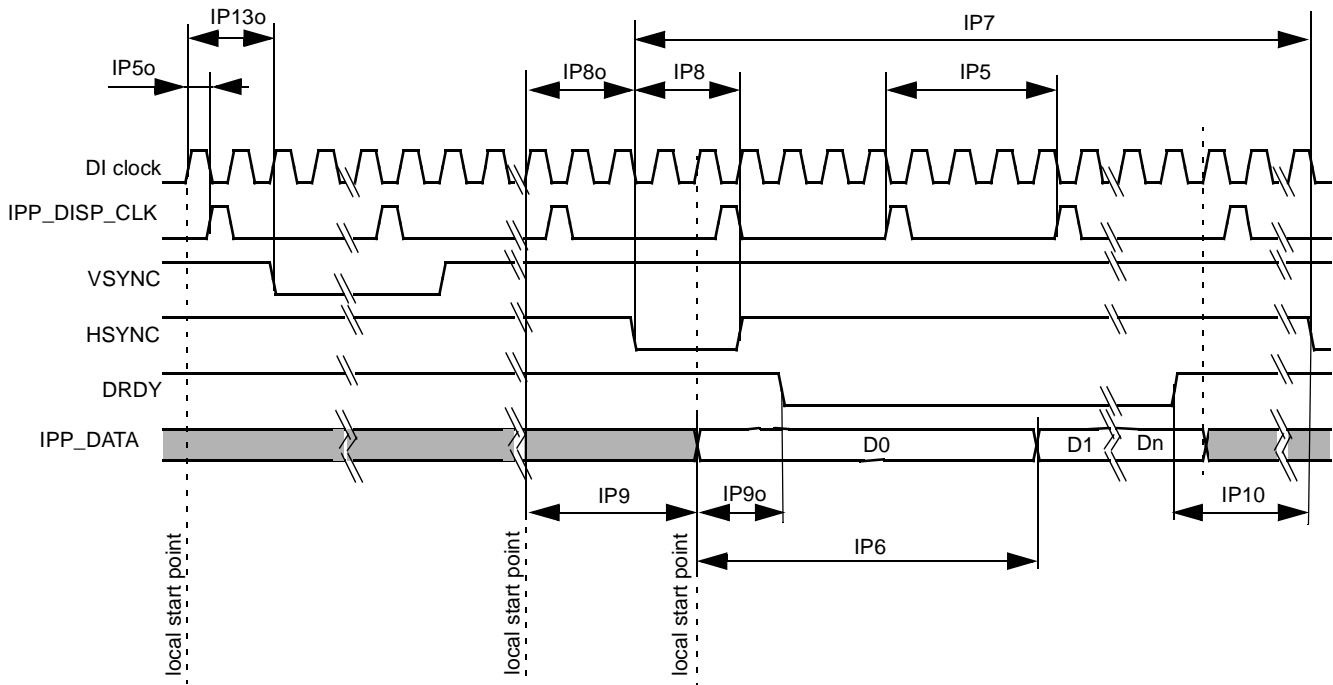 IP13o
IP7
IP5o
IP8o
IP8
IP5
DI clock
IPP_DISP_CLK
VSYNC
HSYNC
DRDY
IPP_DATA
D0
D1
Dn
IP9
IP9o
IP10
IP6
local start point
local start point
local start point